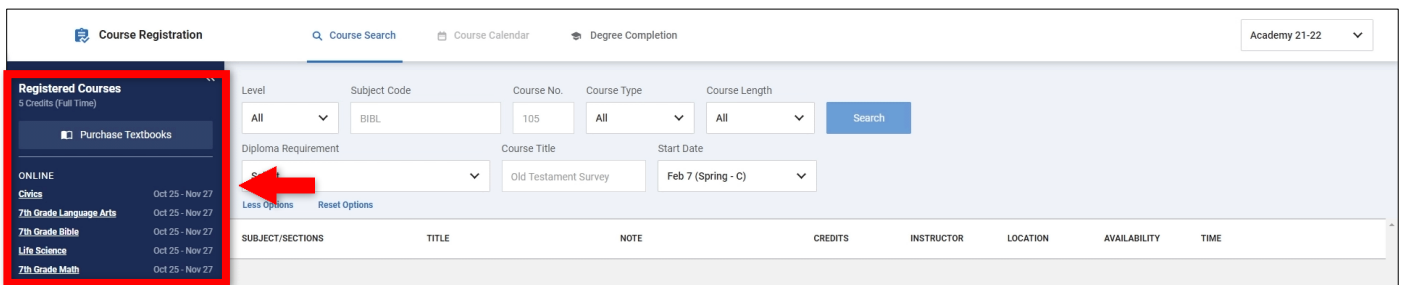 Course Registration
Course Search
Course Calendar
Degree Completion
Academy 21-22
Registered Courses
5 Credits (Full Time)
Purchase Textbooks
ONLINE
Civics Oct 25 - Nov 27
7th Grade Language Arts Oct 25 - Nov 27
7th Grade Bible Oct 25 - Nov 27
Life Science Oct 25 - Nov 27
7th Grade Math Oct 25 - Nov 27
Level Subject Code Course No. Course Type Course Length
All BIBL 105 All All Search
Diploma Requirement Course Title Start Date
Old Testament Survey Feb 7 (Spring - C)
Less Options Reset Options
SUBJECT/SECTIONS TITLE NOTE CREDITS INSTRUCTOR LOCATION AVAILABILITY TIME